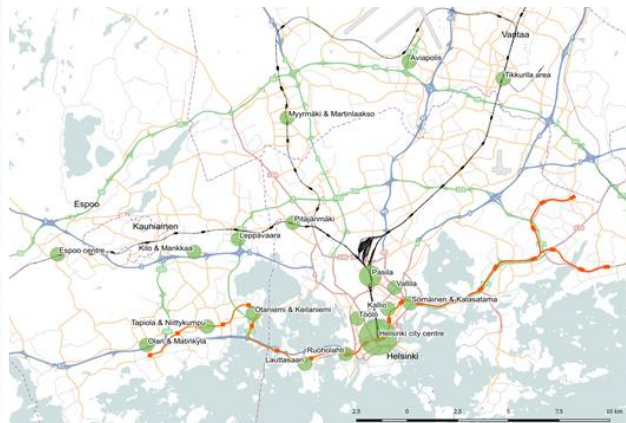 Vantaa
Aviapolis
Tikkurila area
Myyrmäki & Martinlaakso
Espoo
Kauniainen
Pitäjänmäki
Leppävaara
Kilo & Mankkaa
Espoo centre
Pasila
Vallila
Sörnäinen & Kalasatama
Kallio
Töölö
Otaniemi & Keilaniemi
Tapiola & Niittykumpu
Helsinki city centre
Olari & Matinkylä
Ruoholahti
Helsinki
Lauttasaari
2.5 0 2.5 5 7.5 10 km